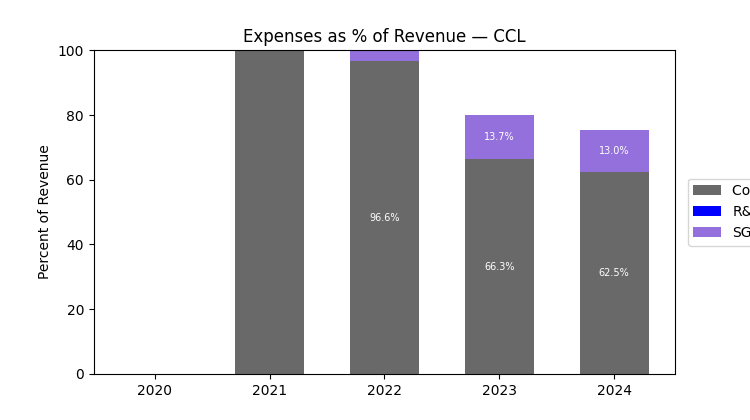 Expenses as % of Revenue — CCL
Percent of Revenue
100
80
60
40
20
0
96.6%
13.7%
66.3%
13.0%
62.5%
2020 2021 2022 2023 2024
Co
R&
SG